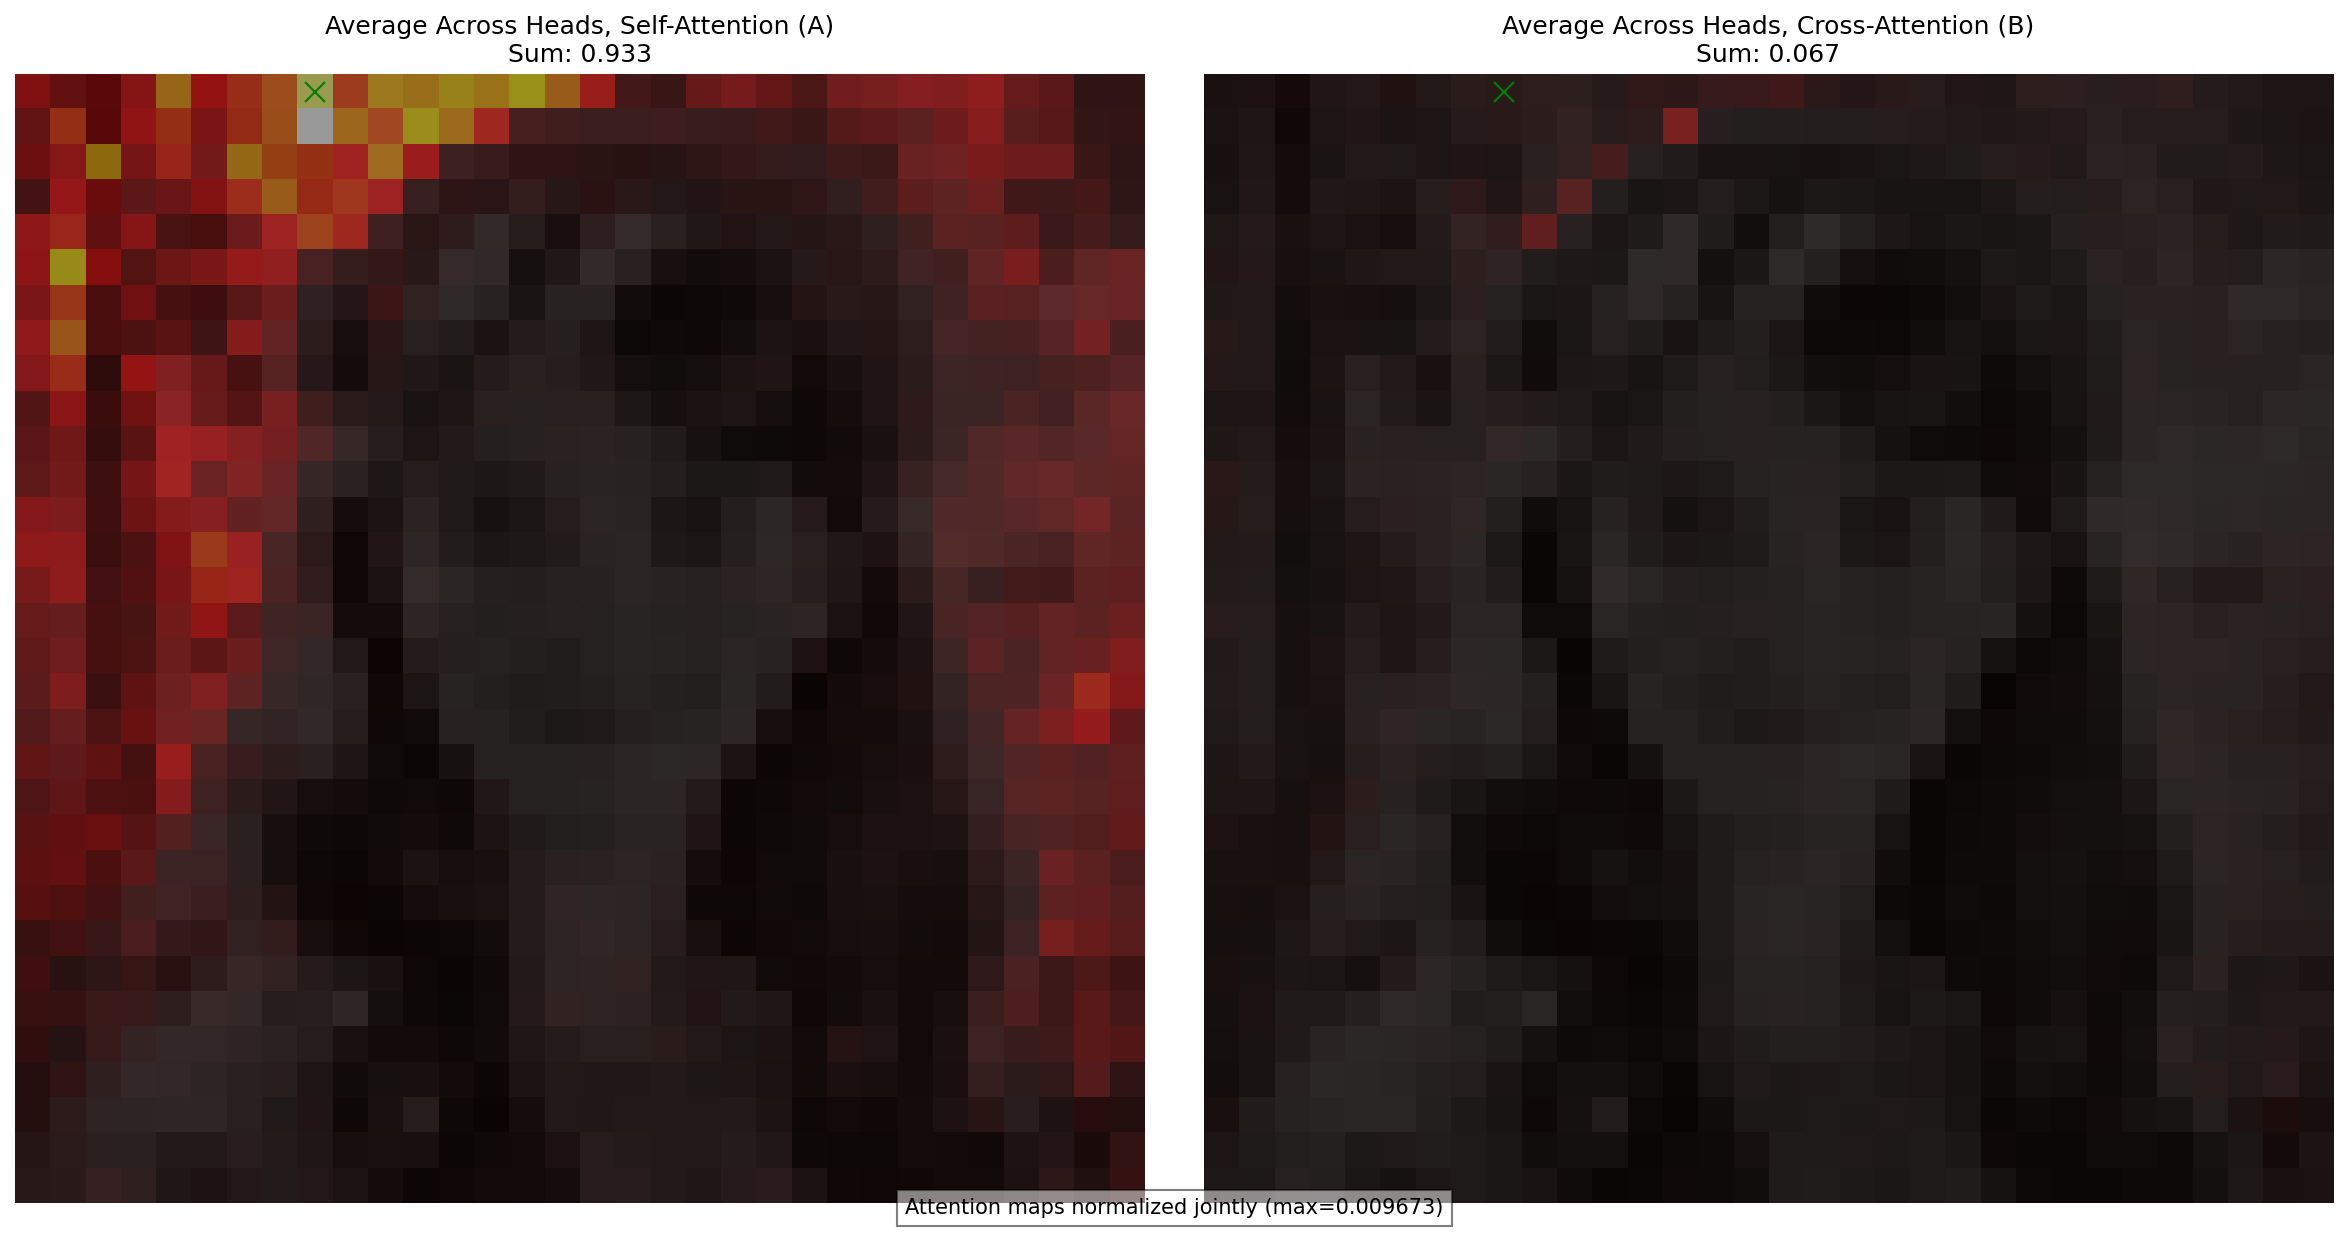 Average Across Heads, Self-Attention (A)
Sum: 0.933
Average Across Heads, Cross-Attention (B)
Sum: 0.067
Attention maps normalized jointly (max=0.009673)